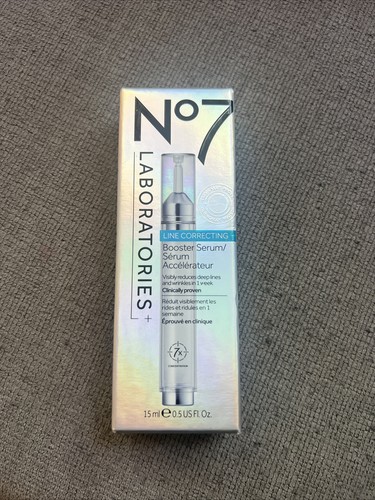 No7
LABORATORIES+
LINE CORRECTING
Booster Serum/
Sérum
Accélérateur
Visibly reduces deep lines
and wrinkles in 1 week
Clinically proven
Réduit visiblement les
rides et ridules en 1
semaine
Éprouvé en clinique
7x
15 ml ℮ 0.5 US Fl. Oz.